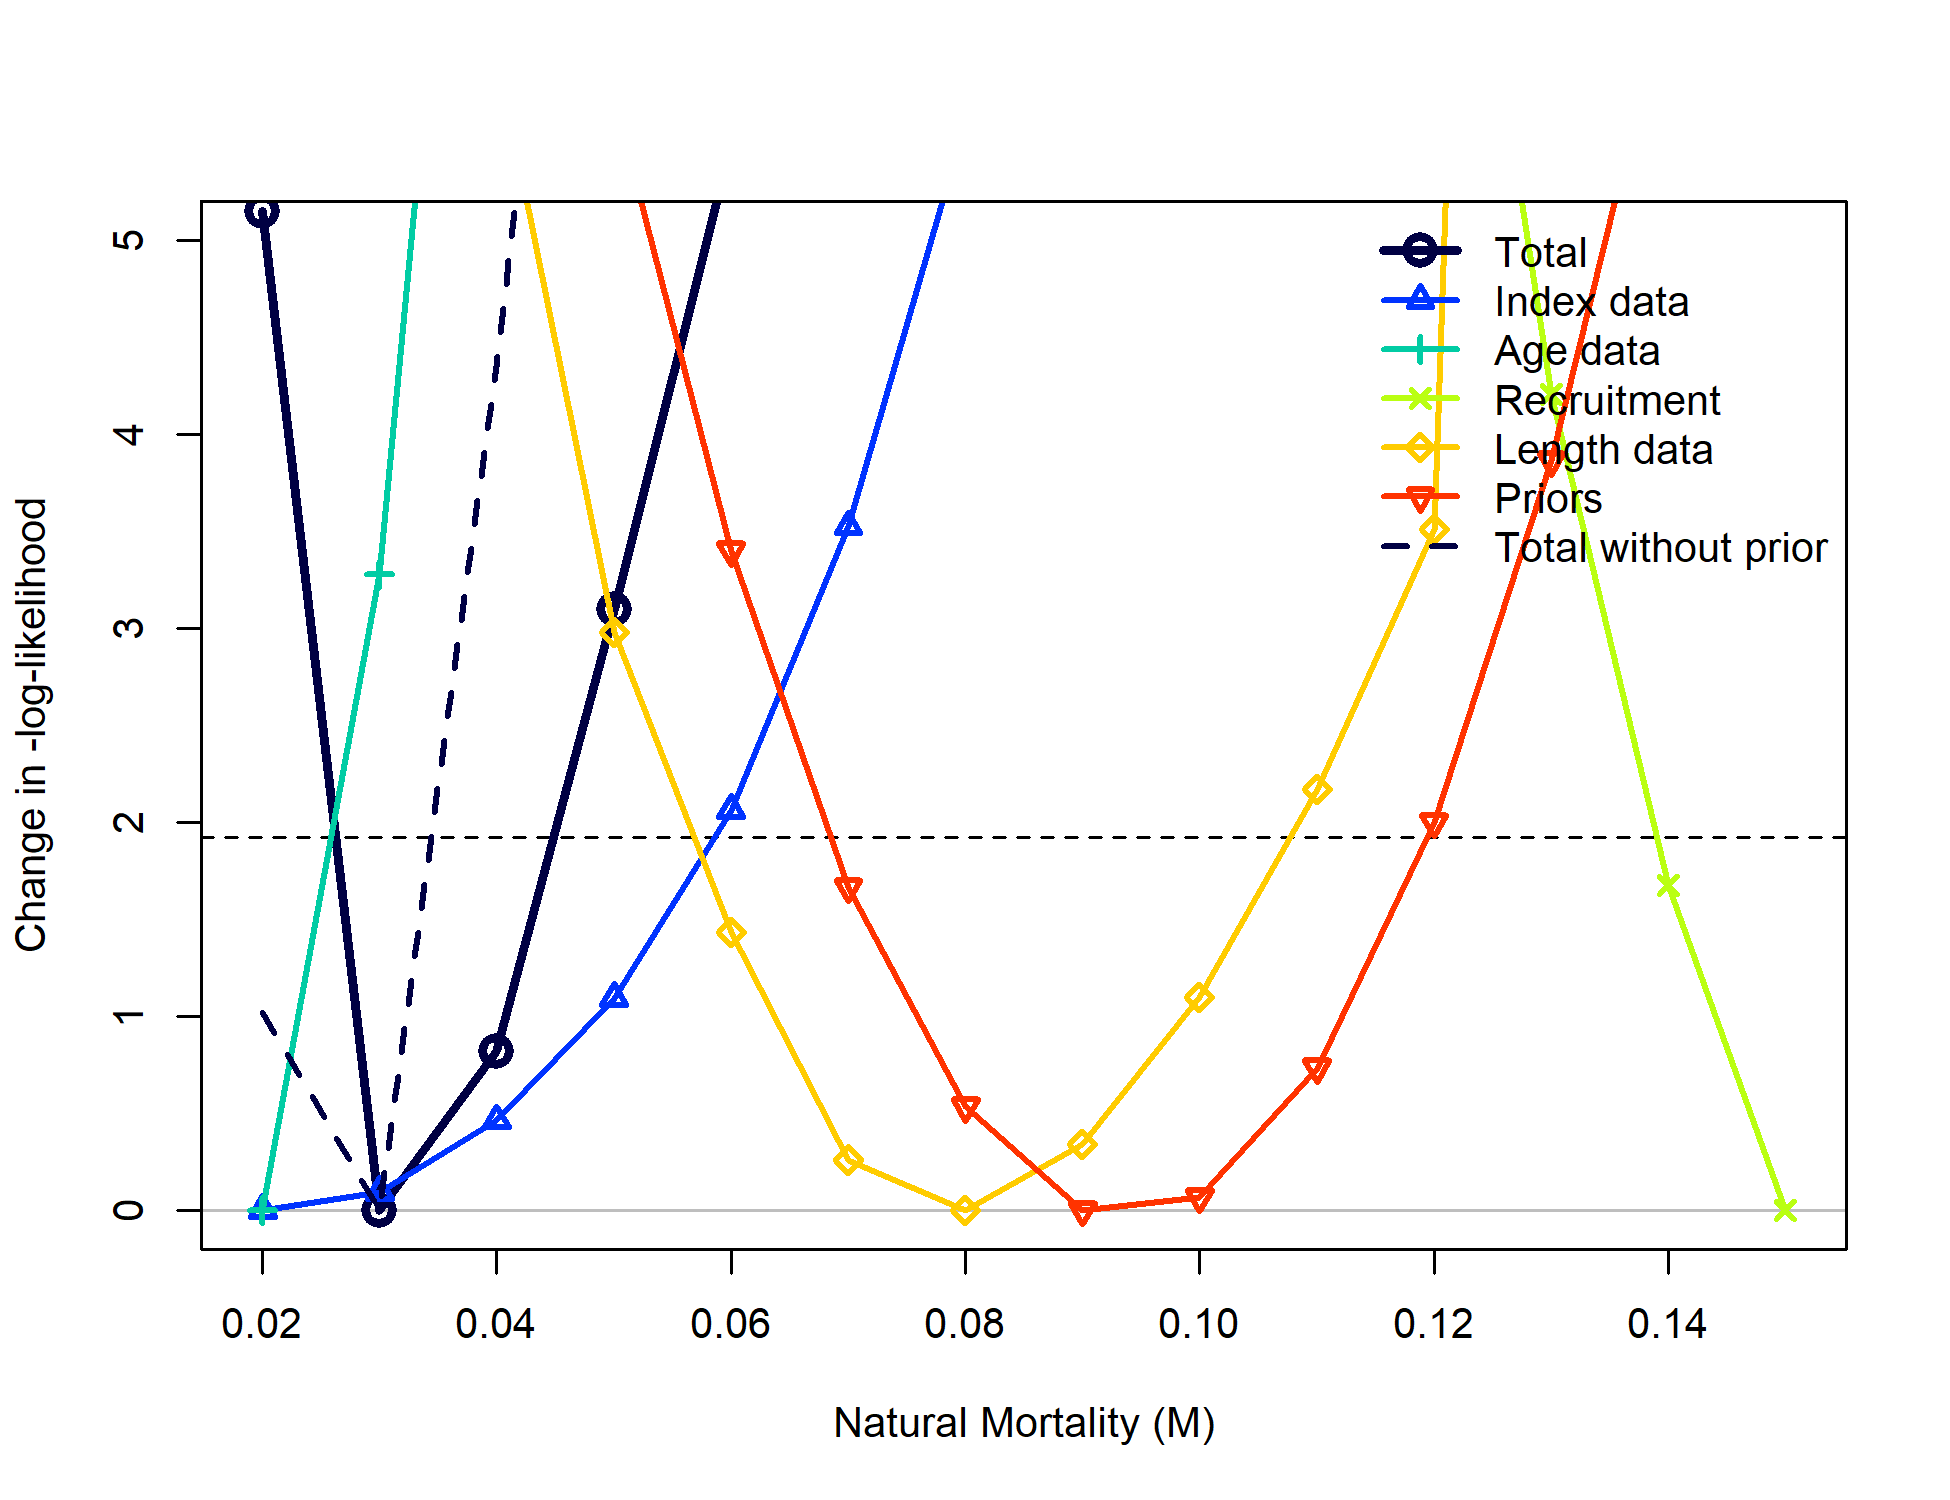 Total
Index data
Age data
Recruitment
Length data
Priors
Total without prior
Change in -log-likelihood
5
4
3
2
1
0
0.02 0.04 0.06 0.08 0.10 0.12 0.14
Natural Mortality (M)